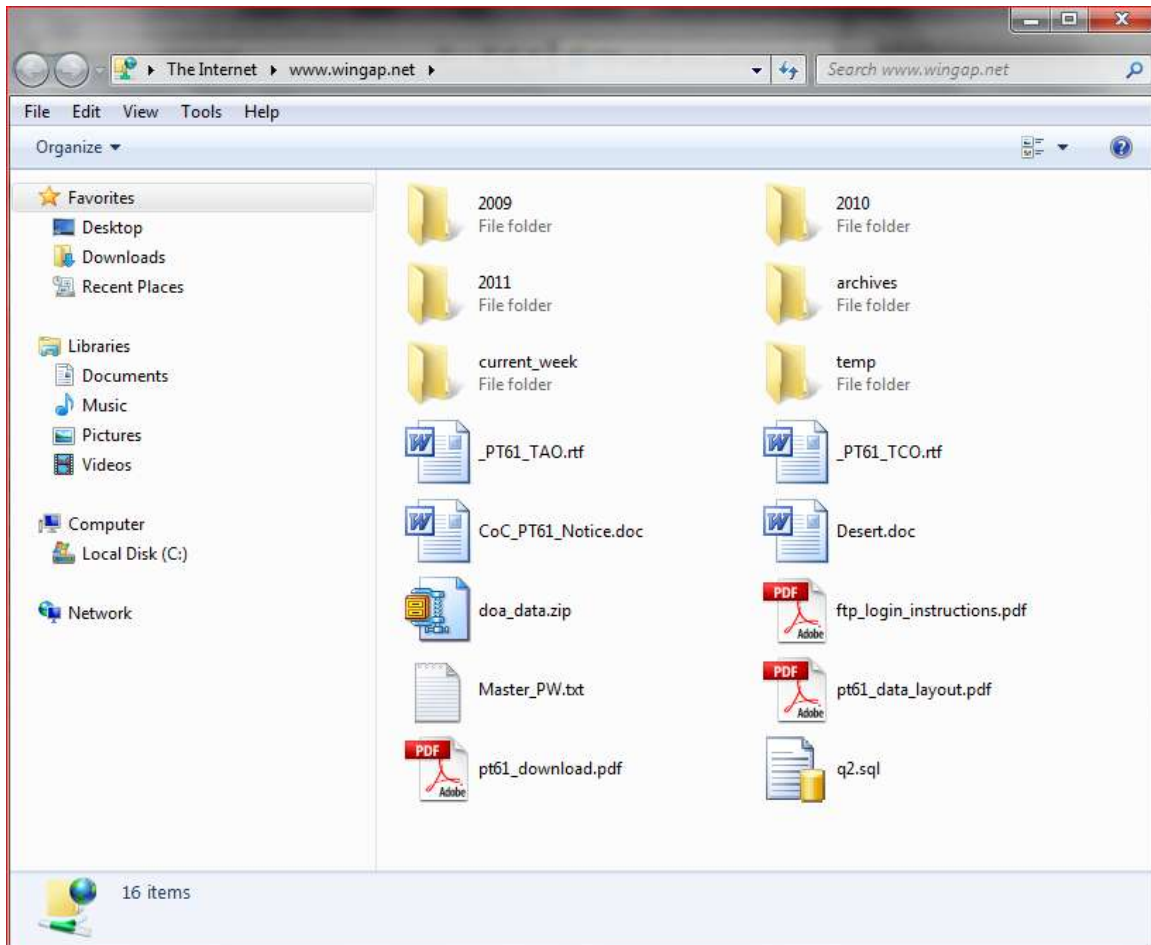 The Internet www.wingap.net
Search www.wingap.net
File Edit View Tools Help
Organize
Favorites
Desktop
Downloads
Recent Places
Libraries
Documents
Music
Pictures
Videos
Computer
Local Disk (C:)
Network
2009
File folder
2010
File folder
2011
File folder
archives
File folder
current_week
File folder
temp
File folder
_PT61_TAO.rtf
_PT61_TCO.rtf
CoC_PT61_Notice.doc
Desert.doc
doa_data.zip
PDF
Adobe
ftp_login_instructions.pdf
Master_PW.txt
PDF
Adobe
pt61_data_layout.pdf
PDF
Adobe
pt61_download.pdf
q2.sql
16 items